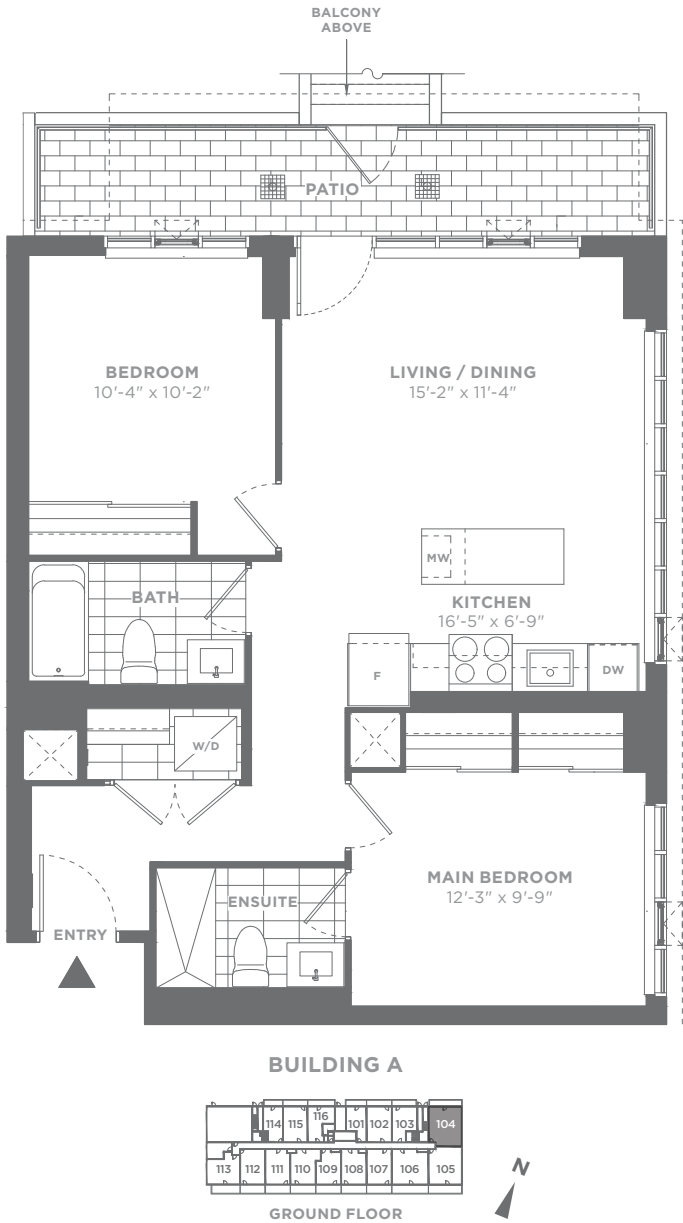 BALCONY
ABOVE
PATIO
BEDROOM
10'-4" x 10'-2"
LIVING / DINING
15'-2" x 11'-4"
MW
KITCHEN
16'-5" x 6'-9"
BATH
F
DW
W/D
MAIN BEDROOM
12'-3" x 9'-9"
ENSUITE
ENTRY
BUILDING A
114 115 116 101 102 103 104
113 112 111 110 109 108 107 106 105
N
GROUND FLOOR